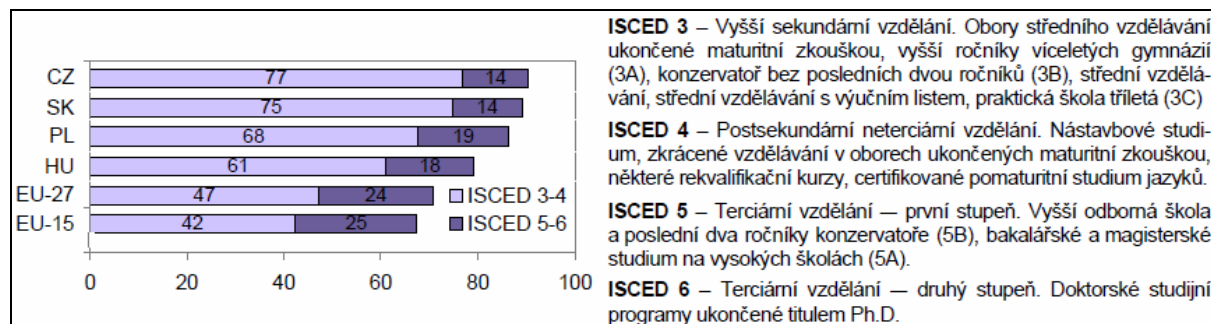 CZ 77 14
SK 75 14
PL 68 19
HU 61 18
EU-27 47 24
EU-15 42 25
ISCED 3-4
ISCED 5-6
0 20 40 60 80 100
ISCED 3 – Vyšší sekundární vzdělání. Obory středního vzdělávání
ukončené maturitní zkouškou, vyšší ročníky víceletých gymnázií
(3A), konzervatoř bez posledních dvou ročníků (3B), střední vzdělá-
vání, střední vzdělávání s výučním listem, praktická škola tříletá (3C)
ISCED 4 – Postsekundární neterciární vzdělání. Nástavbové studi-
um, zkrácené vzdělávání v oborech ukončených maturitní zkouškou,
některé rekvalifikační kurzy, certifikované pomaturitní studium jazyků.
ISCED 5 – Terciární vzdělání — první stupeň. Vyšší odborná škola
a poslední dva ročníky konzervatoře (5B), bakalářské a magisterské
studium na vysokých školách (5A).
ISCED 6 – Terciární vzdělání — druhý stupeň. Doktorské studijní
programy ukončené titulem Ph.D.